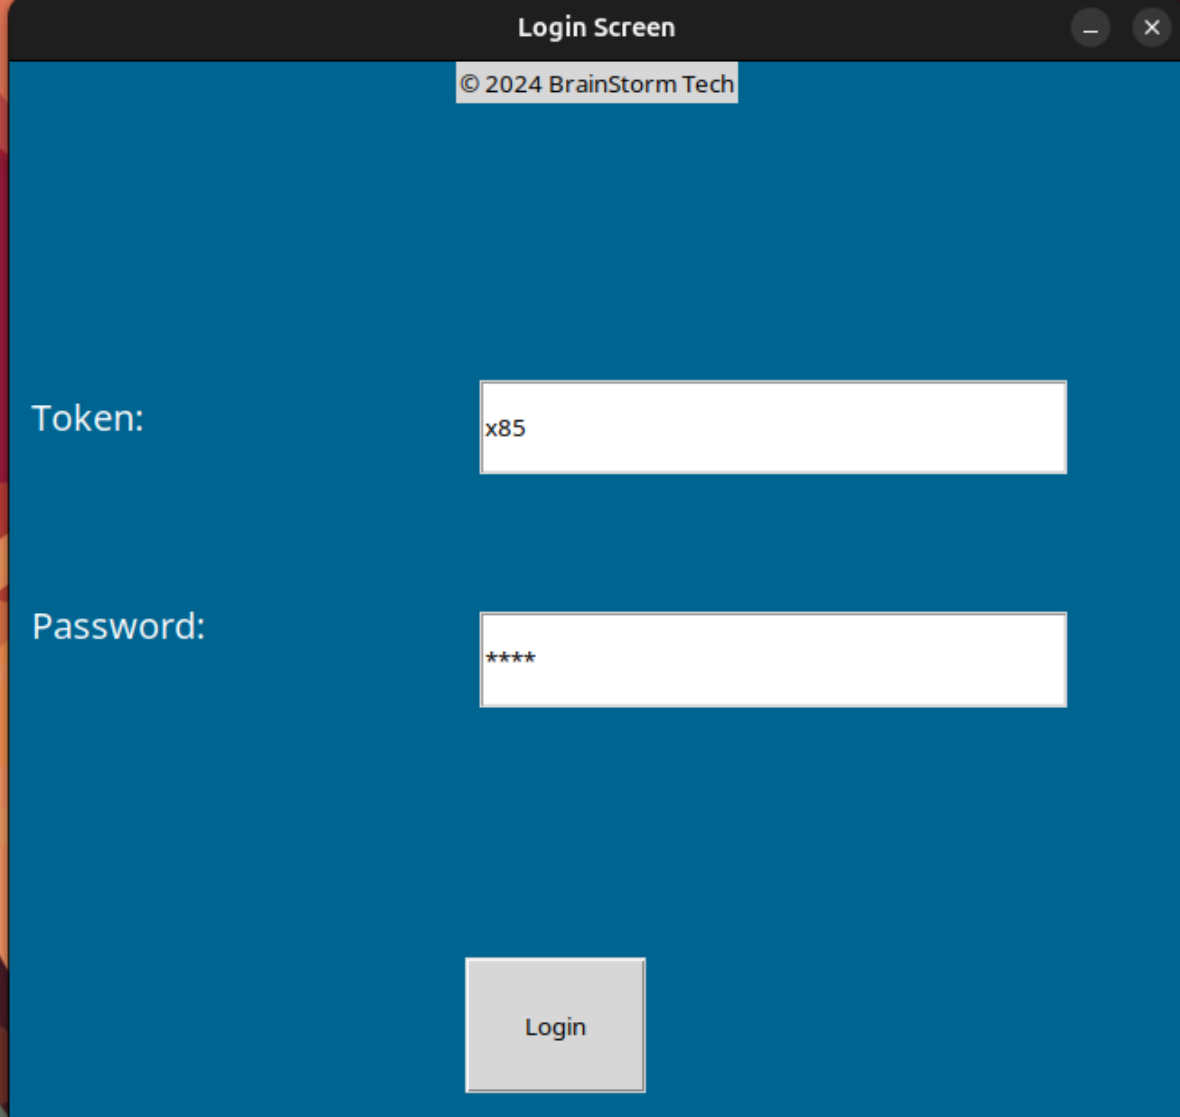 Login Screen
© 2024 BrainStorm Tech
Token:
x85
Password:
****
Login